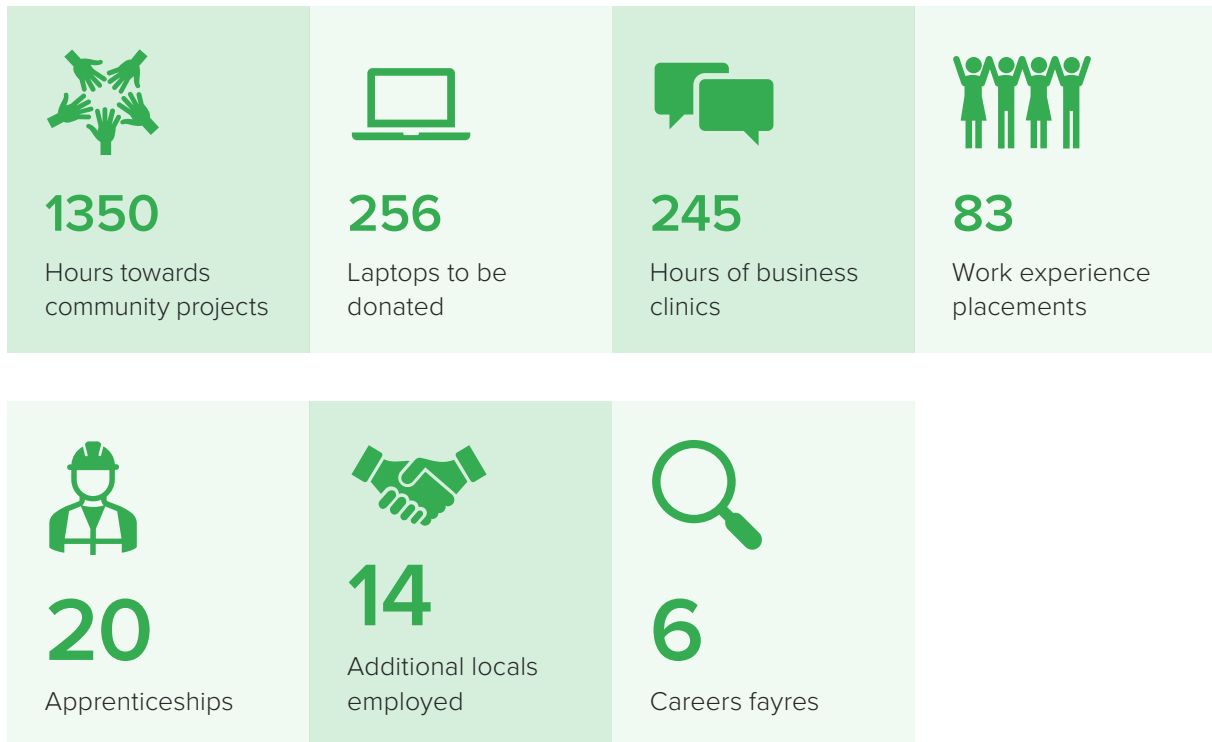 1350
Hours towards
community projects
256
Laptops to be
donated
245
Hours of business
clinics
83
Work experience
placements
20
Apprenticeships
14
Additional locals
employed
6
Careers fayres